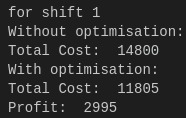 for shift 1
Without optimisation:
Total Cost:  14800
With optimisation:
Total Cost:  11805
Profit:  2995